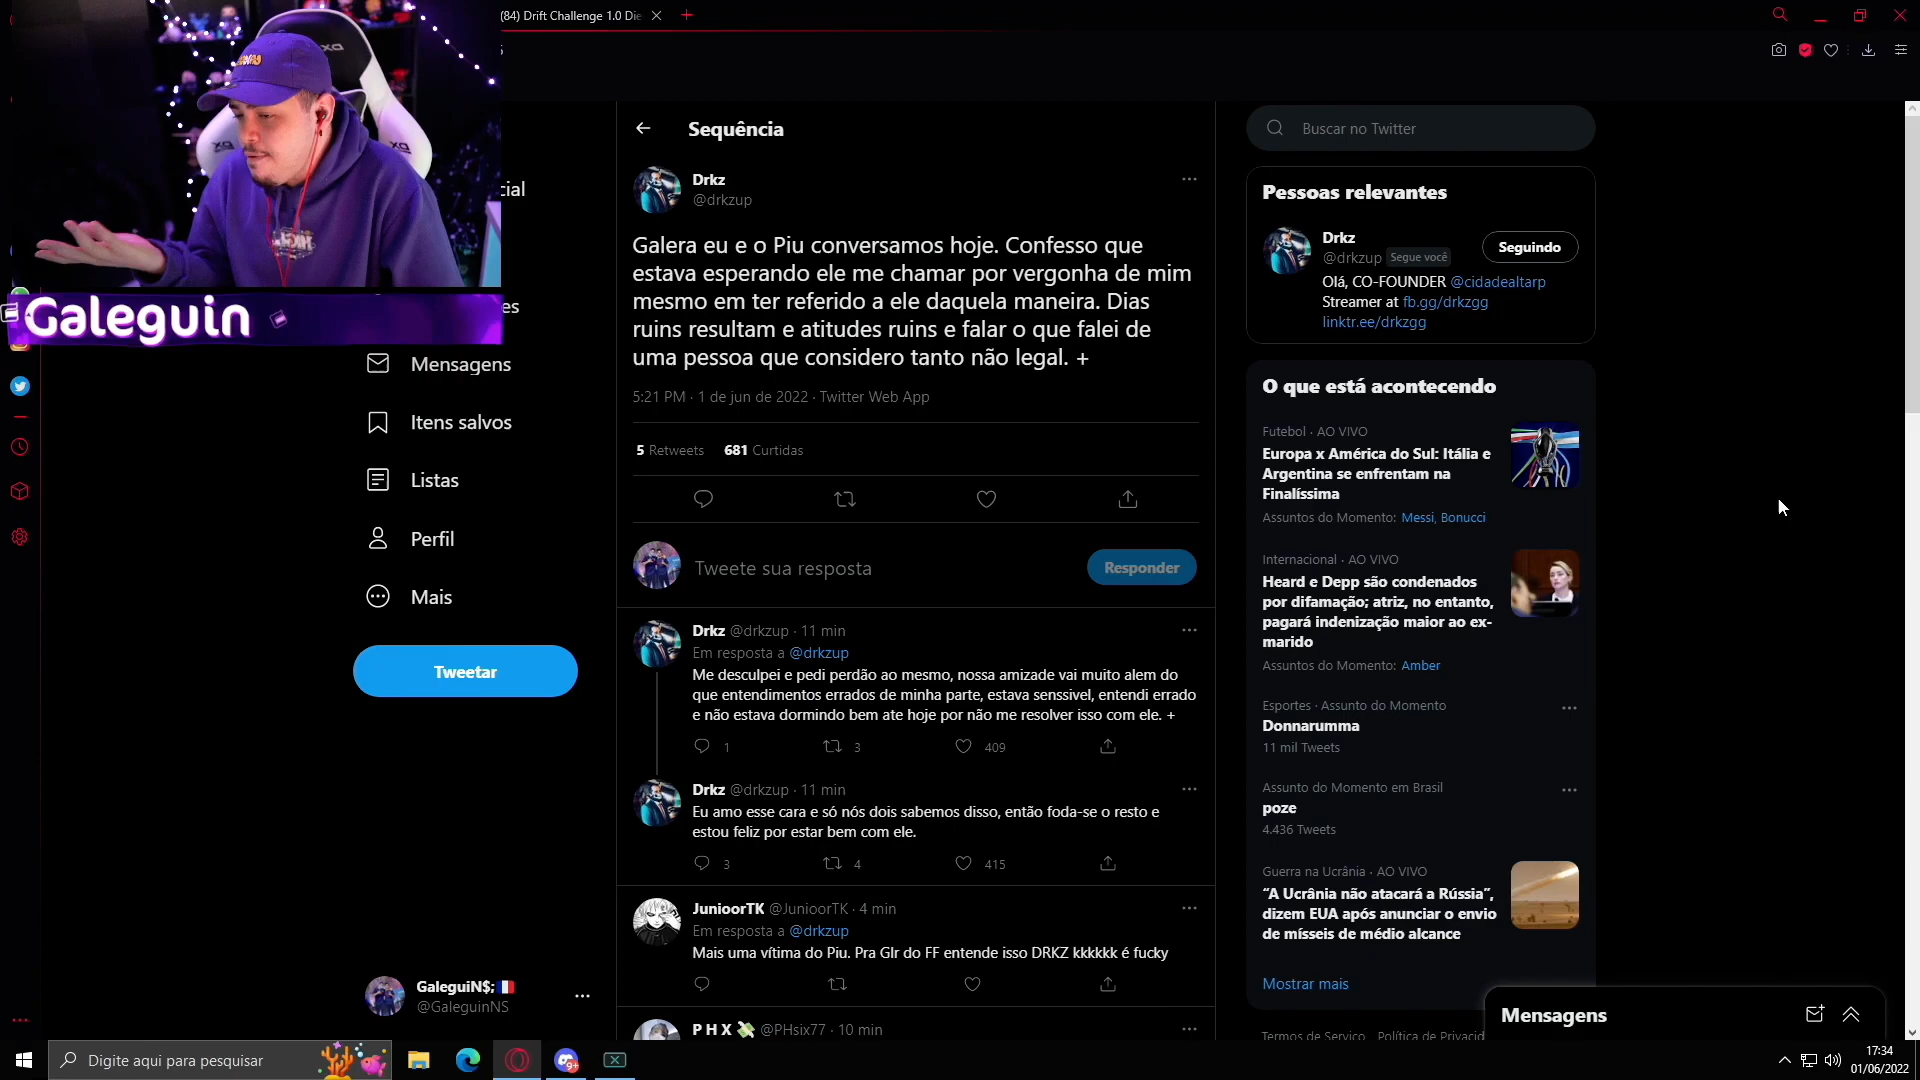 (84) Drift Challenge 1.0 Die
Galeguin
cial
es
Mensagens
Itens salvos
Listas
Perfil
Mais
Tweetar
GaleguiN$;🇫🇷
@GaleguinNS
Sequência
Drkz
@drkzup
Galera eu e o Piu conversamos hoje. Confesso que
estava esperando ele me chamar por vergonha de mim
mesmo em ter referido a ele daquela maneira. Dias
ruins resultam e atitudes ruins e falar o que falei de
uma pessoa que considero tanto não legal. +
5:21 PM · 1 de jun de 2022 · Twitter Web App
5 Retweets 681 Curtidas
Tweete sua resposta
Responder
Drkz @drkzup · 11 min
Em resposta a @drkzup
Me desculpei e pedi perdão ao mesmo, nossa amizade vai muito alem do
que entendimentos errados de minha parte, estava senssivel, entendi errado
e não estava dormindo bem ate hoje por não me resolver isso com ele. +
1 3 409
Drkz @drkzup · 11 min
Eu amo esse cara e só nós dois sabemos disso, então foda-se o resto e
estou feliz por estar bem com ele.
3 4 415
JunioorTK @JunioorTK · 4 min
Em resposta a @drkzup
Mais uma vítima do Piu. Pra Glr do FF entende isso DRKZ kkkkkk é fucky
P H X 💸 @PHsix77 · 10 min
Buscar no Twitter
Pessoas relevantes
Drkz
@drkzup Segue você
Seguindo
Olá, CO-FOUNDER @cidadealtarp
Streamer at fb.gg/drkzgg
linktr.ee/drkzgg
O que está acontecendo
Futebol · AO VIVO
Europa x América do Sul: Itália e
Argentina se enfrentam na
Finalíssima
Assuntos do Momento: Messi, Bonucci
Internacional · AO VIVO
Heard e Depp são condenados
por difamação; atriz, no entanto,
pagará indenização maior ao ex-
marido
Assuntos do Momento: Amber
Esportes · Assunto do Momento
Donnarumma
11 mil Tweets
Assunto do Momento em Brasil
poze
4.436 Tweets
Guerra na Ucrânia · AO VIVO
“A Ucrânia não atacará a Rússia”,
dizem EUA após anunciar o envio
de mísseis de médio alcance
Mostrar mais
Termos de Serviço Política de Privacid
Mensagens
Digite aqui para pesquisar
9+
17:34
01/06/2022